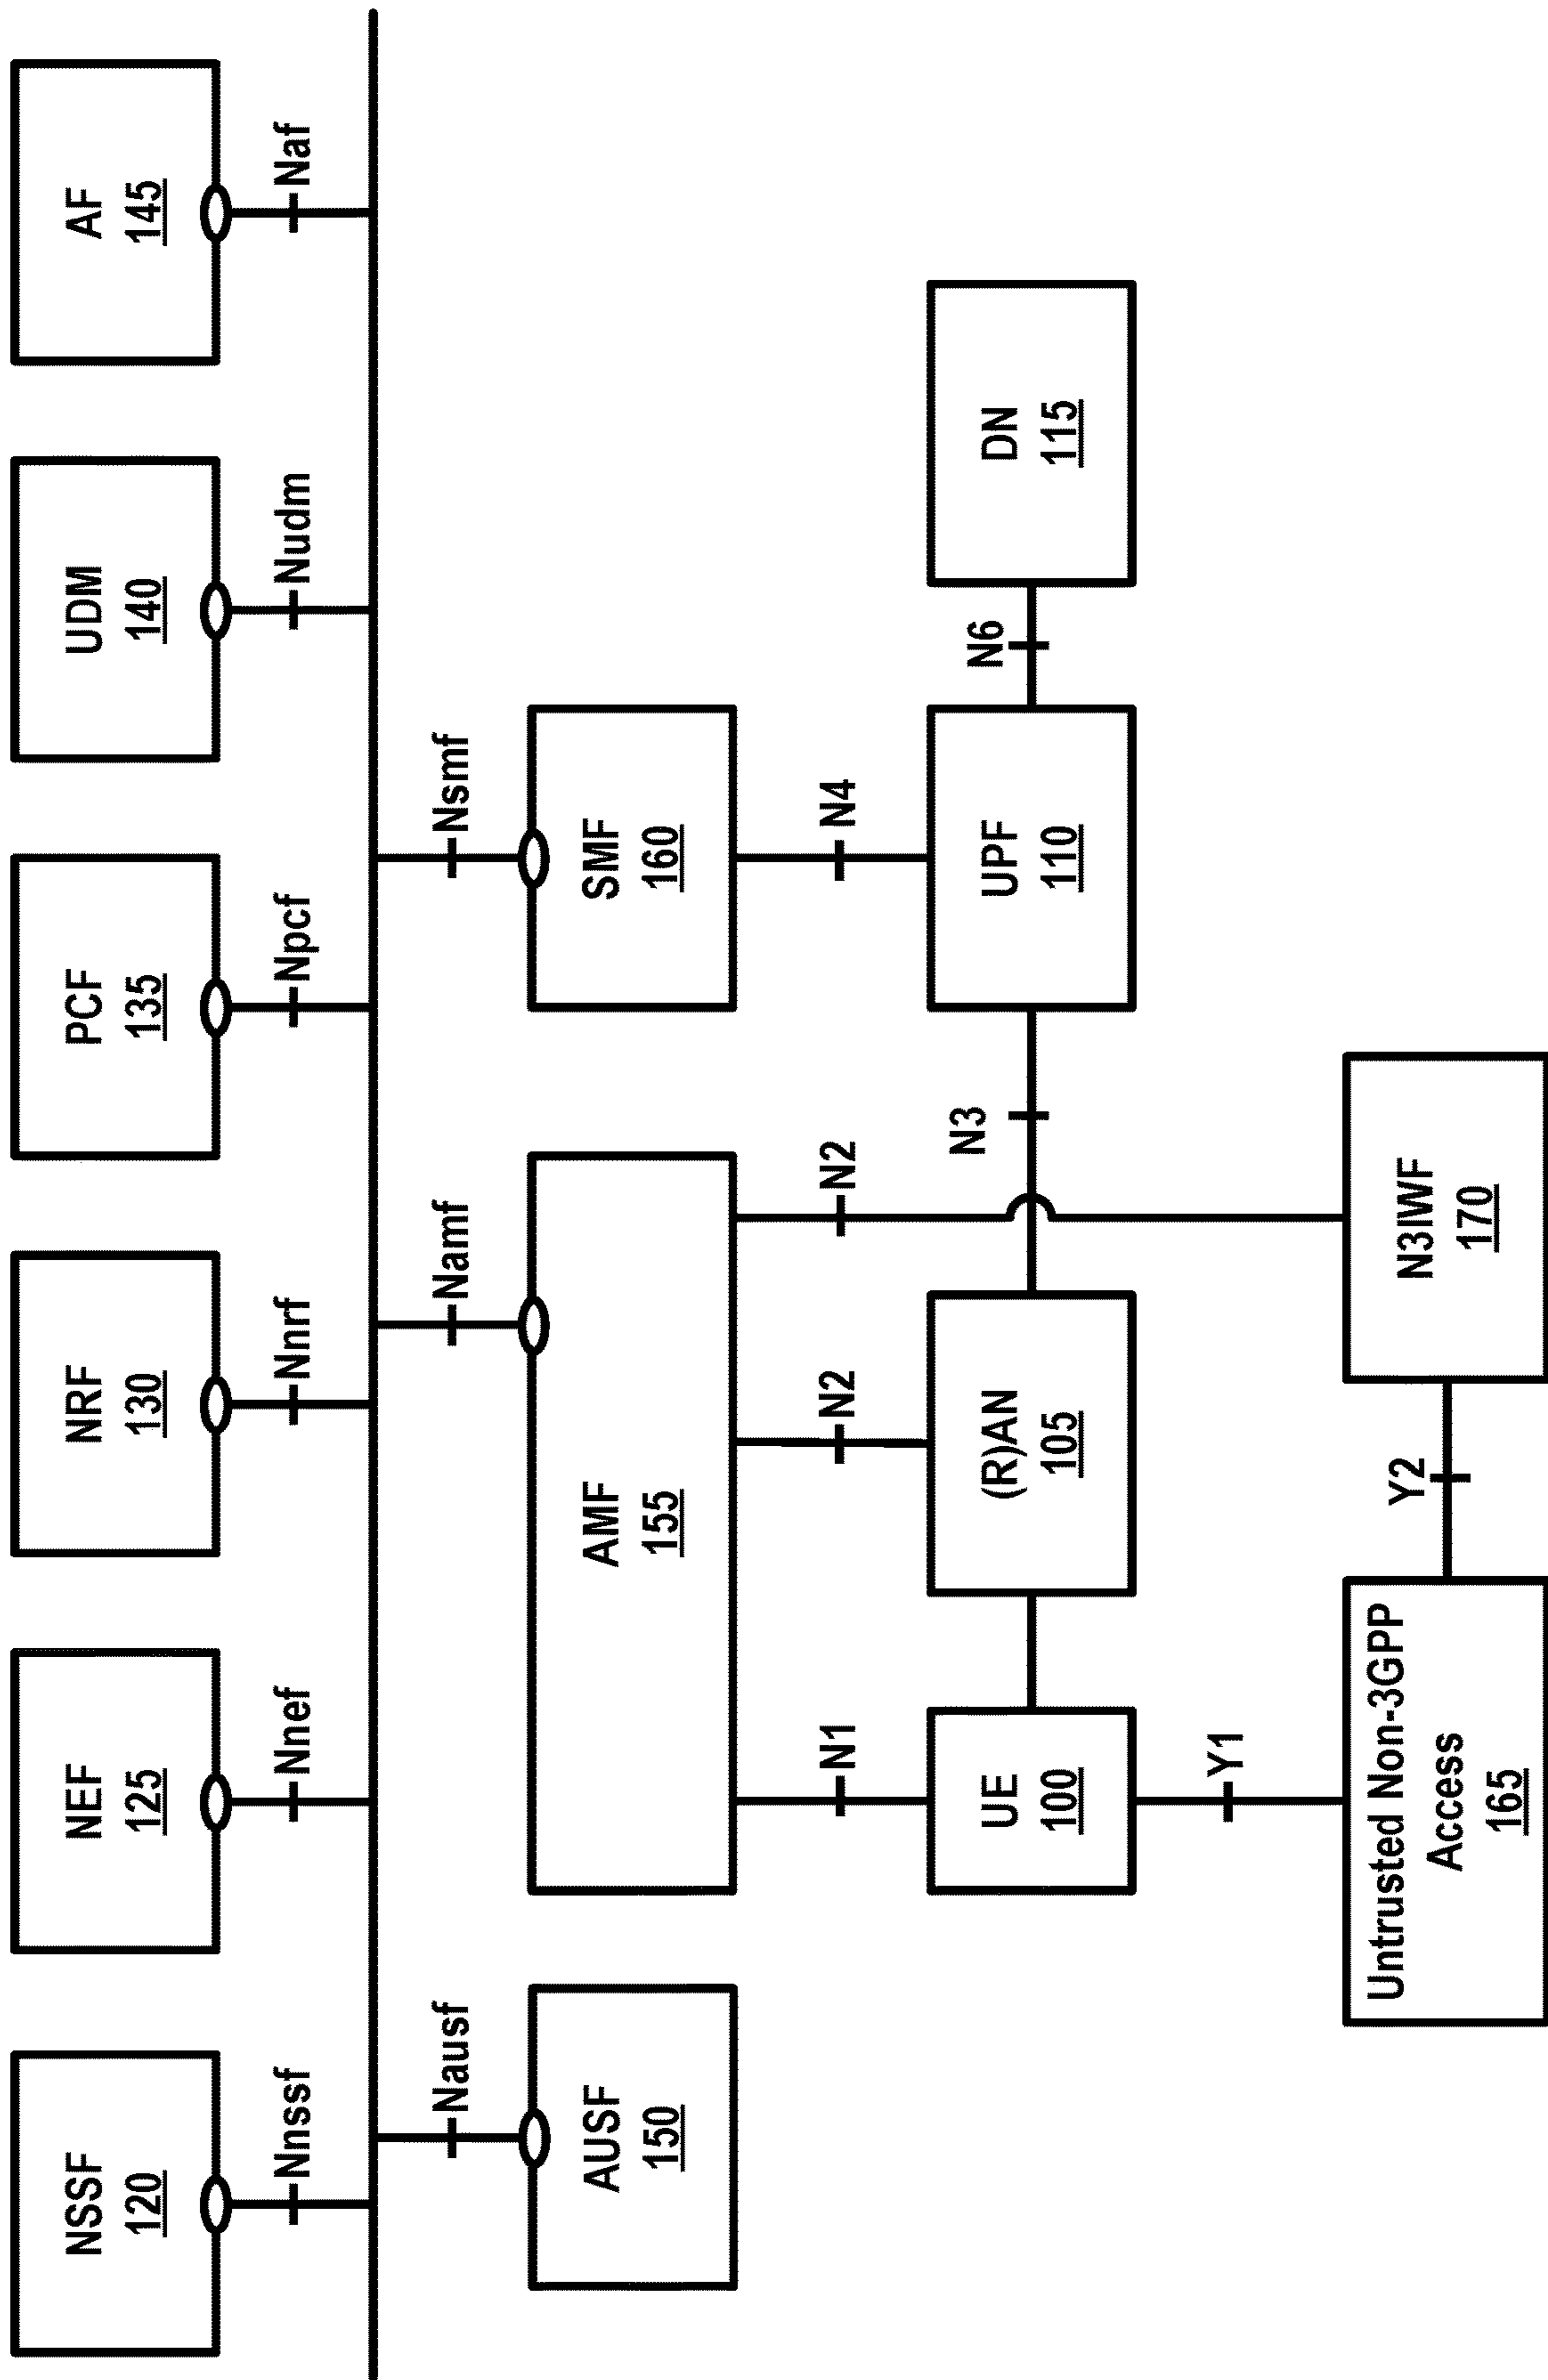 NSSF
120
NEF
125
NRF
130
PCF
135
UDM
140
AF
145
Nnssf
Nnef
Nnrf
Npcf
Nudm
Naf
Nausf
Namf
Nsmf
AUSF
150
AMF
155
SMF
160
N1
N2
N2
N4
UE
100
(R)AN
105
N3
UPF
110
N6
DN
115
Y1
Untrusted Non-3GPP
Access
165
Y2
N3IWF
170